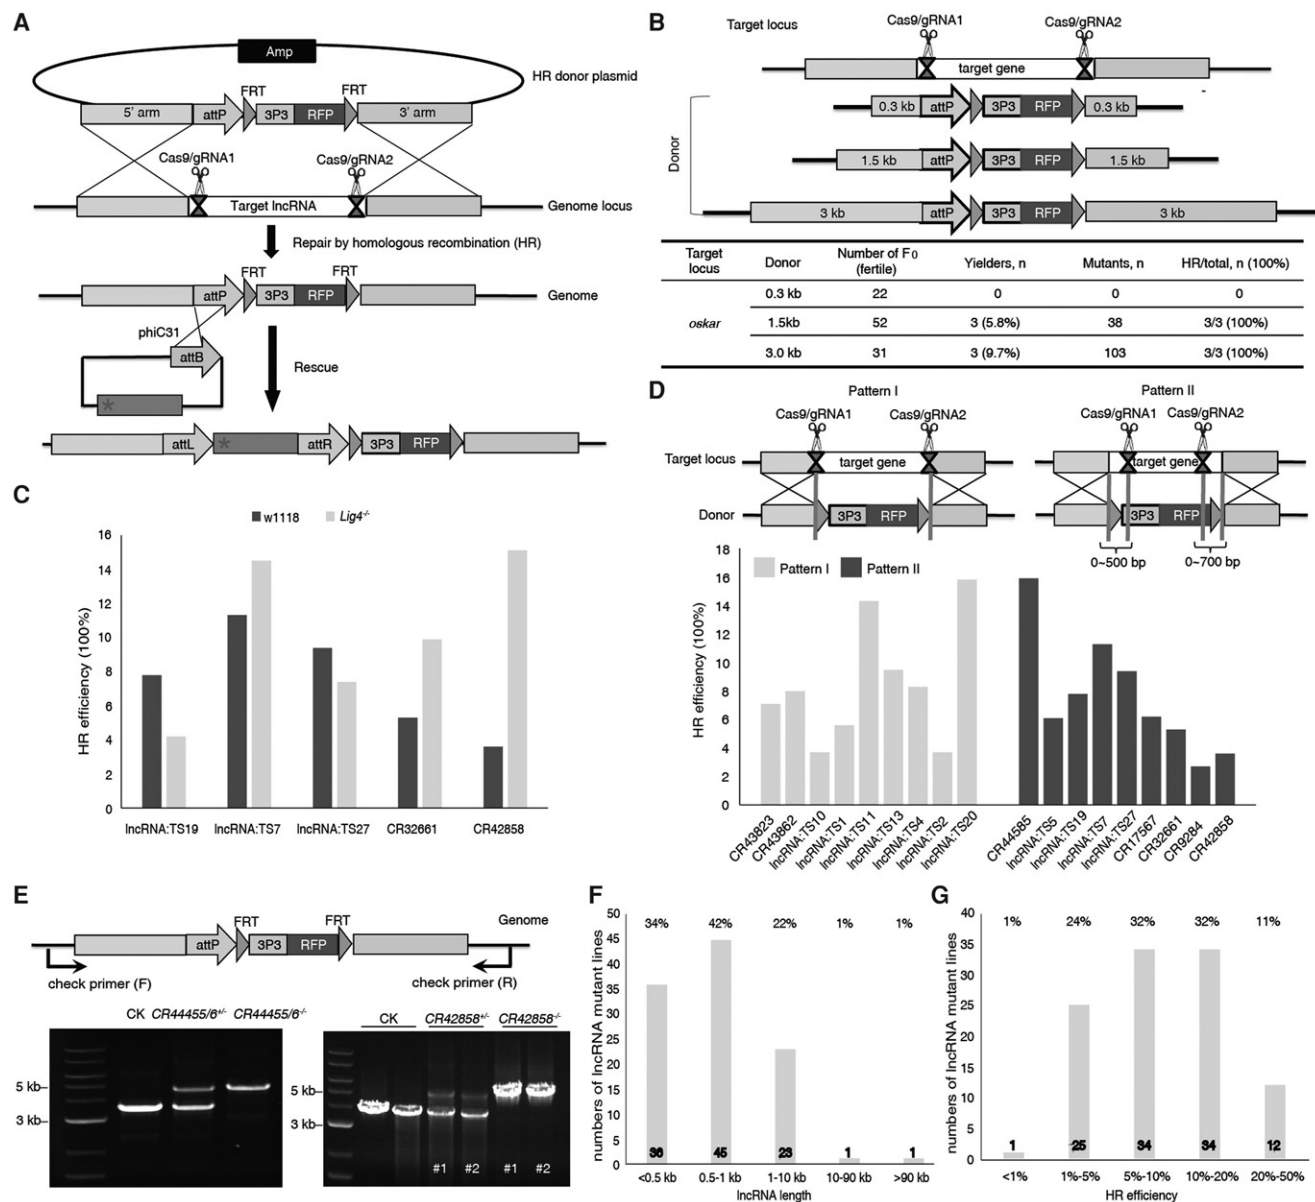 A
Amp
HR donor plasmid
FRT FRT
5' arm attP 3P3 RFP 3' arm
Cas9/gRNA1 Cas9/gRNA2
Target lncRNA Genome locus
Repair by homologous recombination (HR)
FRT FRT
attP 3P3 RFP Genome
phiC31
attB
Rescue
*
attL * attR 3P3 RFP
B
Target locus Cas9/gRNA1 Cas9/gRNA2
target gene
Donor
0.3 kb attP 3P3 RFP 0.3 kb
1.5 kb attP 3P3 RFP 1.5 kb
3 kb attP 3P3 RFP 3 kb
Target locus Donor Number of F0 (fertile) Yielders, n Mutants, n HR/total, n (100%)
oskar
0.3 kb 22 0 0 0
1.5kb 52 3 (5.8%) 38 3/3 (100%)
3.0 kb 31 3 (9.7%) 103 3/3 (100%)
C
w1118 Lig4-/-
HR efficiency (100%)
16
14
12
10
8
6
4
2
0
lncRNA:TS19 lncRNA:TS7 lncRNA:TS27 CR32661 CR42858
D
Pattern I Pattern II
Cas9/gRNA1 Cas9/gRNA2 Cas9/gRNA1 Cas9/gRNA2
Target locus target gene target gene
Donor 3P3 RFP 3P3 RFP
0~500 bp 0~700 bp
Pattern I Pattern II
HR efficiency (100%)
18
16
14
12
10
8
6
4
2
0
CR43823
CR43862
lncRNA:TS10
lncRNA:TS1
lncRNA:TS11
lncRNA:TS13
lncRNA:TS4
lncRNA:TS2
lncRNA:TS20
CR44585
lncRNA:TS5
lncRNA:TS19
lncRNA:TS7
lncRNA:TS27
CR17567
CR32661
CR9284
CR42858
E
FRT FRT Genome
attP 3P3 RFP
check primer (F) check primer (R)
CK CR44455/6+/- CR44455/6-/-
5 kb
3 kb
CK CR42858+/- CR42858-/-
5 kb
3 kb
#1 #2 #1 #2
F
numbers of lncRNA mutant lines
50
45
40
35
30
25
20
15
10
5
0
34% 42% 22% 1% 1%
36 45 23 1 1
<0.5 kb 0.5-1 kb 1-10 kb 10-90 kb >90 kb
lncRNA length
G
numbers of lncRNA mutant lines
40
35
30
25
20
15
10
5
0
1% 24% 32% 32% 11%
1 25 34 34 12
<1% 1%-5% 5%-10% 10%-20% 20%-50%
HR efficiency